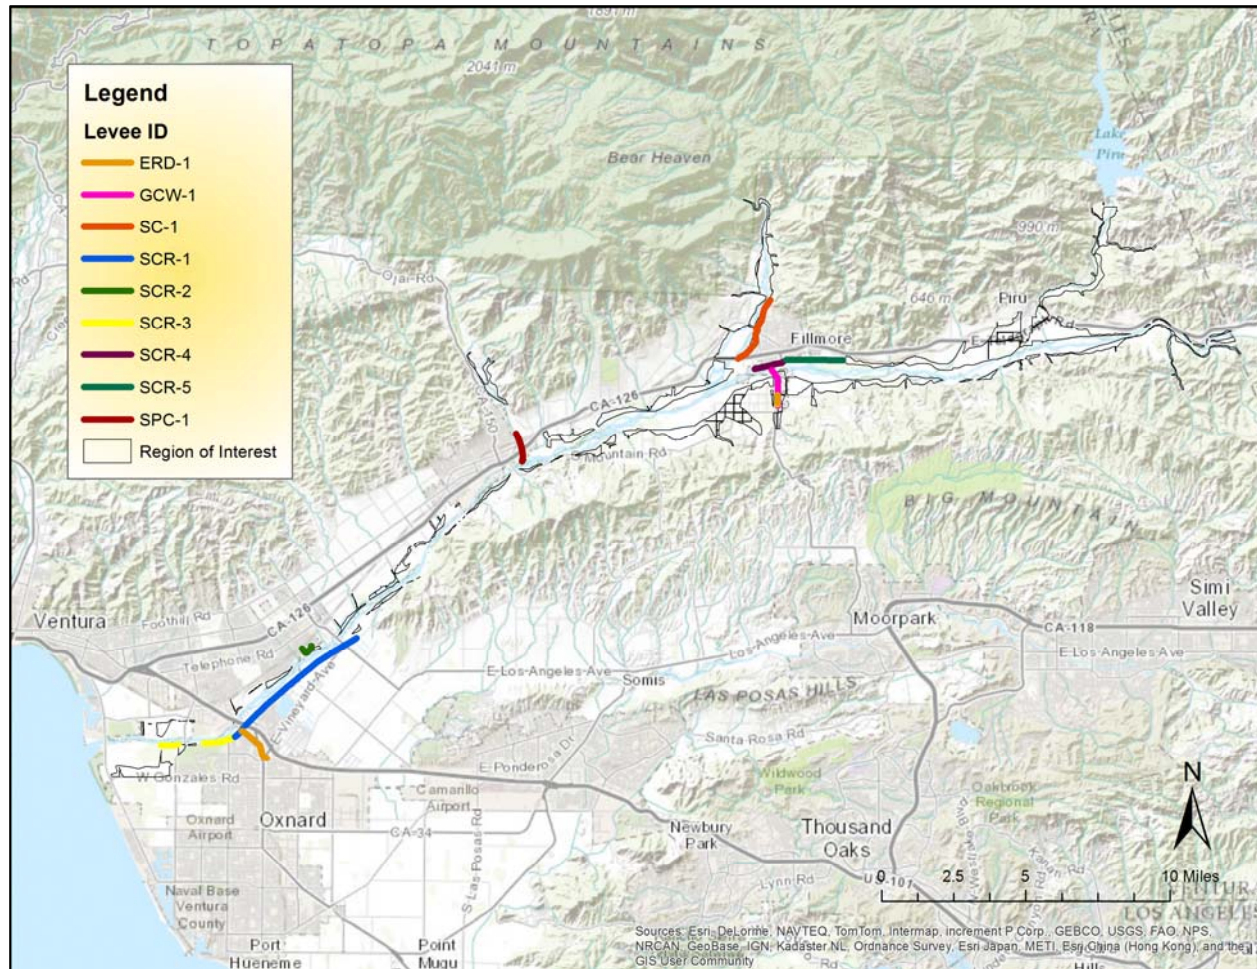 1891 m
TOPATOPA MOUNTAINS
2041 m
Legend
Levee ID
ERD-1
GCW-1
SC-1
SCR-1
SCR-2
SCR-3
SCR-4
SCR-5
SPC-1
Region of Interest
Lake
Piru
Bear Heaven
990 m
Ojai-Rd
646 m
Piru
Fillmore
CA-126
CA-150
S Mountain Rd
BIG MOUNTAIN
Simi
Valley
Moorpark
CA-118
Ventura
Foothill Rd
CA-126
Telephone Rd
E-Vineyard-Ave
E-Los-Angeles-Ave
Los-Angeles-Ave
E Los Angeles Ave
Somis
LAS POSAS HILLS
Santa Rosa Rd
W Gonzales Rd
E Ponderosa Dr
Wildwood
Park
Oakbrook
Regional
Park
N
Camarillo
Airport
Oxnard
Airport
Oxnard
CA-34
S Las Posas Rd
Newbury
Park
Thousand
Oaks
Lynn Rd
US-101
0 2.5 5 10 Miles
Naval Base
Ventura
County
VENTURA
LOS ANGELES
Port
Hueneme
Point
Mugu
Sources: Esri, DeLorme, NAVTEQ, TomTom, Intermap, increment P Corp., GEBCO, USGS, FAO, NPS,
NRCAN, GeoBase, IGN, Kadaster NL, Ordnance Survey, Esri Japan, METI, Esri China (Hong Kong), and the
GIS User Community
Hills